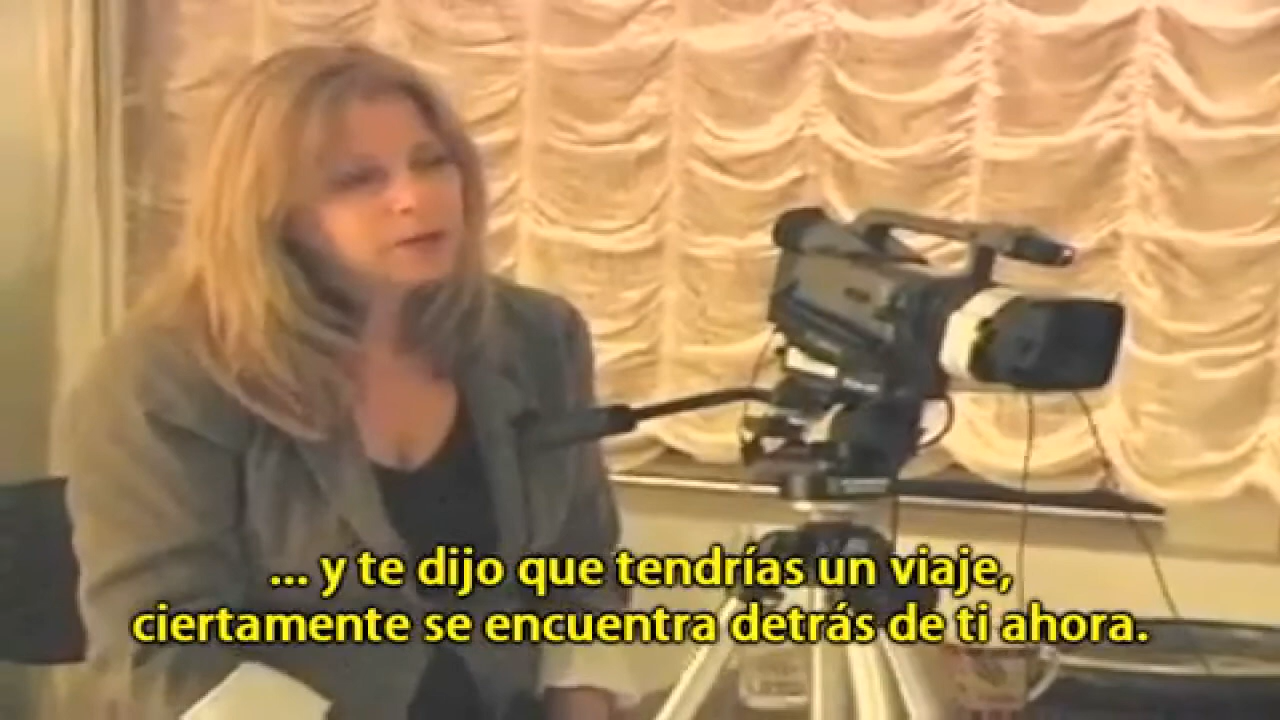 ... y te dijo que tendrías un viaje,
ciertamente se encuentra detrás de ti ahora.